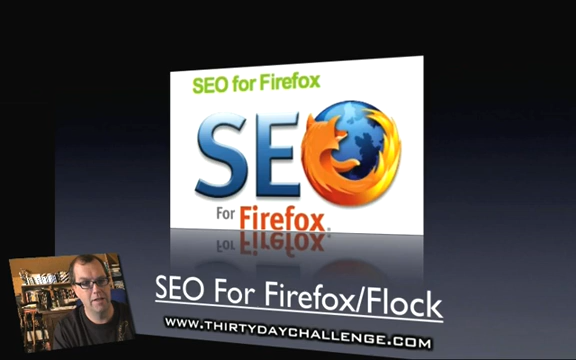 SEO for Firefox
SEO
For Firefox
SEO For Firefox/Flock
WWW.THIRTYDAYCHALLENGE.COM